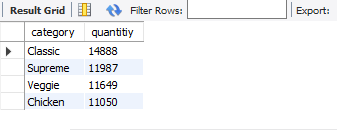 Result Grid Filter Rows: Export:
category quantitiy
Classic 14888
Supreme 11987
Veggie 11649
Chicken 11050